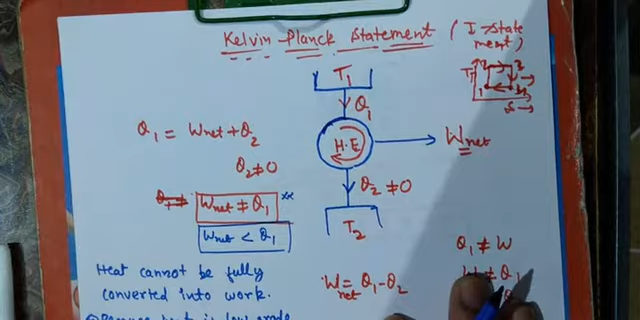 Kelvin-Planck Statement (I-State
ment)
T₁
Q₁
Q₁ = Wnet + Q₂
H.E
Wnet
Q₂ ≠ 0
Q₂ ≠ 0
Wnet ≠ Q₁ **
Wnet < Q₁
T₂
Q₁ ≠ W
Heat cannot be fully
converted into work.
Wnet = Q₁ - Q₂